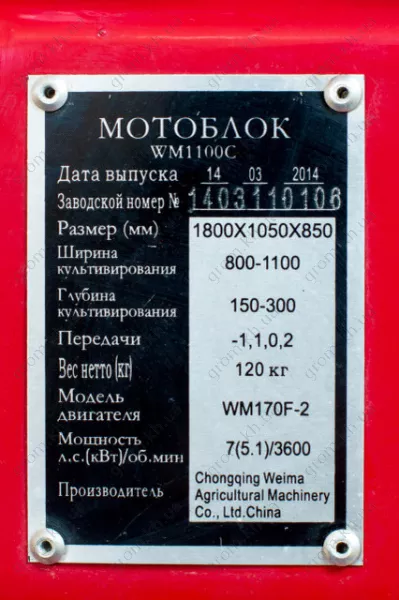 МОТОБЛОК
WM1100C
Дата выпуска 14 03 2014
Заводской номер № 1403110106
Размер (мм) 1800X1050X850
Ширина
культивирования 800-1100
Глубина
культивирования 150-300
Передачи -1,1,0,2
Вес нетто (кг) 120 кг
Модель
двигателя WM170F-2
Мощность
л.с.(кВт)/об.мин 7(5.1)/3600
Производитель Chongqing Weima
Agricultural Machinery
Co., Ltd.China